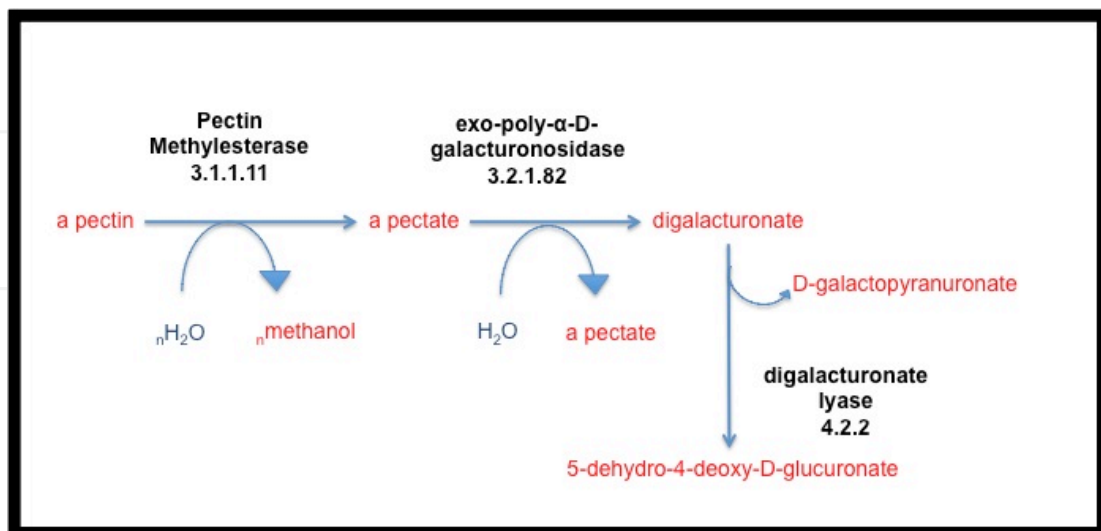 Pectin
Methylesterase
3.1.1.11
exo-poly-α-D-
galacturonosidase
3.2.1.82
a pectin
a pectate
digalacturonate
D-galactopyranuronate
nH2O
nmethanol
H2O
a pectate
digalacturonate
lyase
4.2.2
5-dehydro-4-deoxy-D-glucuronate